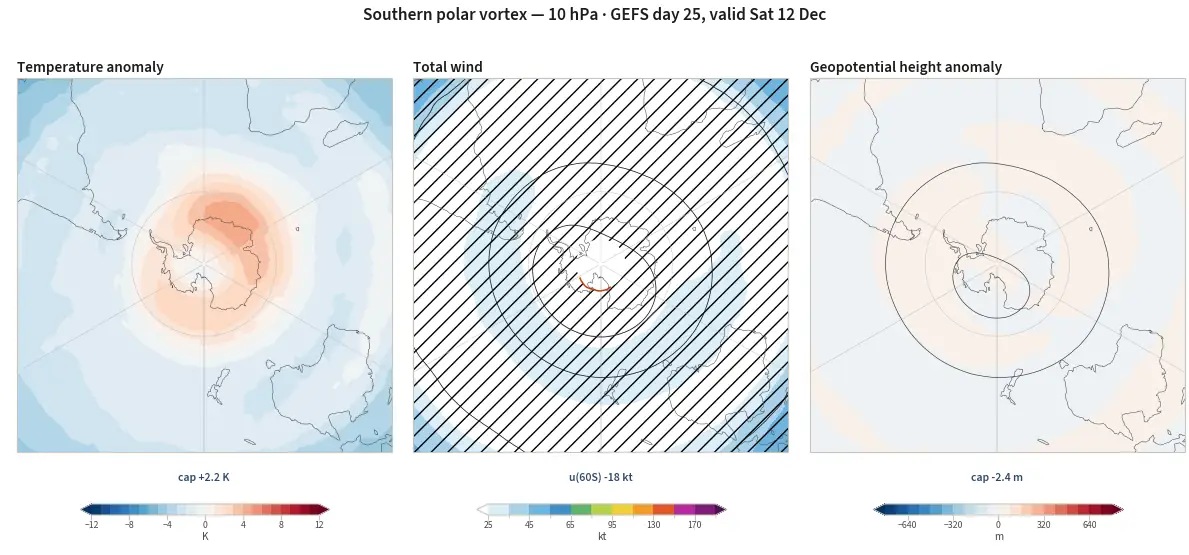 Southern polar vortex — 10 hPa · GEFS day 25, valid Sat 12 Dec
Temperature anomaly
Total wind
Geopotential height anomaly
cap +2.2 K
u(60S) -18 kt
cap -2.4 m
−12 −8 −4 0 4 8 12
K
25 45 65 95 130 170
kt
−640 −320 0 320 640
m